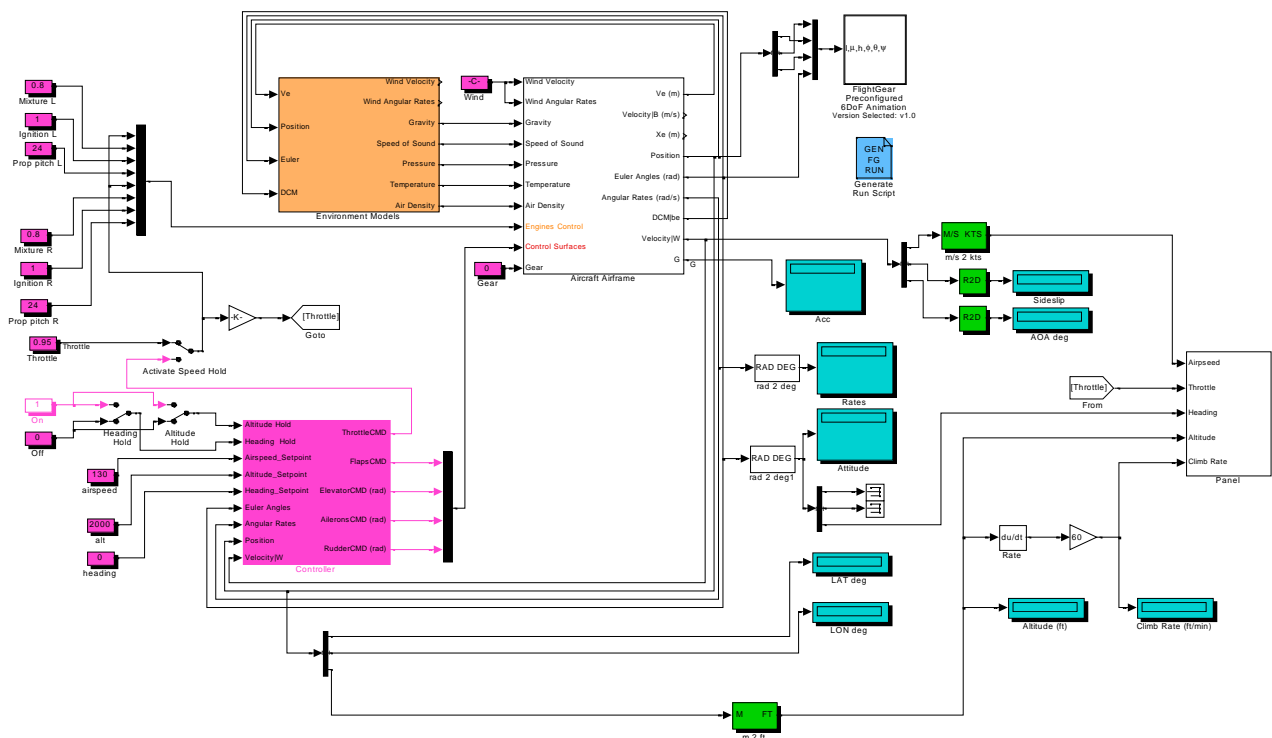 0.8
Mixture L
1
Ignition L
24
Prop pitch L
0.8
Mixture R
1
Ignition R
24
Prop pitch R
0.95
Throttle
Throttle
Activate Speed Hold
-K-
[Throttle]
Goto
1
On
0
Off
Heading
Hold
Altitude
Hold
130
airspeed
2000
alt
0
heading
Ve
Position
Euler
DCM
Wind Velocity
Wind Angular Rates
Gravity
Speed of Sound
Pressure
Temperature
Air Density
Environment Models
-C-
Wind
0
Gear
Wind Velocity
Wind Angular Rates
Gravity
Speed of Sound
Pressure
Temperature
Air Density
Engines Control
Control Surfaces
Gear
Ve (m)
Velocity|B (m/s)
Xe (m)
Position
Euler Angles (rad)
Angular Rates (rad/s)
DCM|be
Velocity|W
G
G
Aircraft Airframe
Altitude Hold
Heading Hold
Airspeed_Setpoint
Altitude_Setpoint
Heading_Setpoint
Euler Angles
Angular Rates
Position
Velocity|W
ThrottleCMD
FlapsCMD
ElevatorCMD (rad)
AileronsCMD (rad)
RudderCMD (rad)
Controller
l,μ,h,ϕ,θ,ψ
FlightGear
Preconfigured
6DoF Animation
Version Selected: v1.0
GEN
FG
RUN
Generate
Run Script
M/S KTS
m/s 2 kts
R2D
Sideslip
R2D
AOA deg
Acc
RAD DEG
rad 2 deg
Rates
RAD DEG
rad 2 deg1
Attitude
LAT deg
LON deg
[Throttle]
From
Airpseed
Throttle
Heading
Altitude
Climb Rate
Panel
du/dt
Rate
60
Altitude (ft)
Climb Rate (ft/min)
M FT
m 2 ft